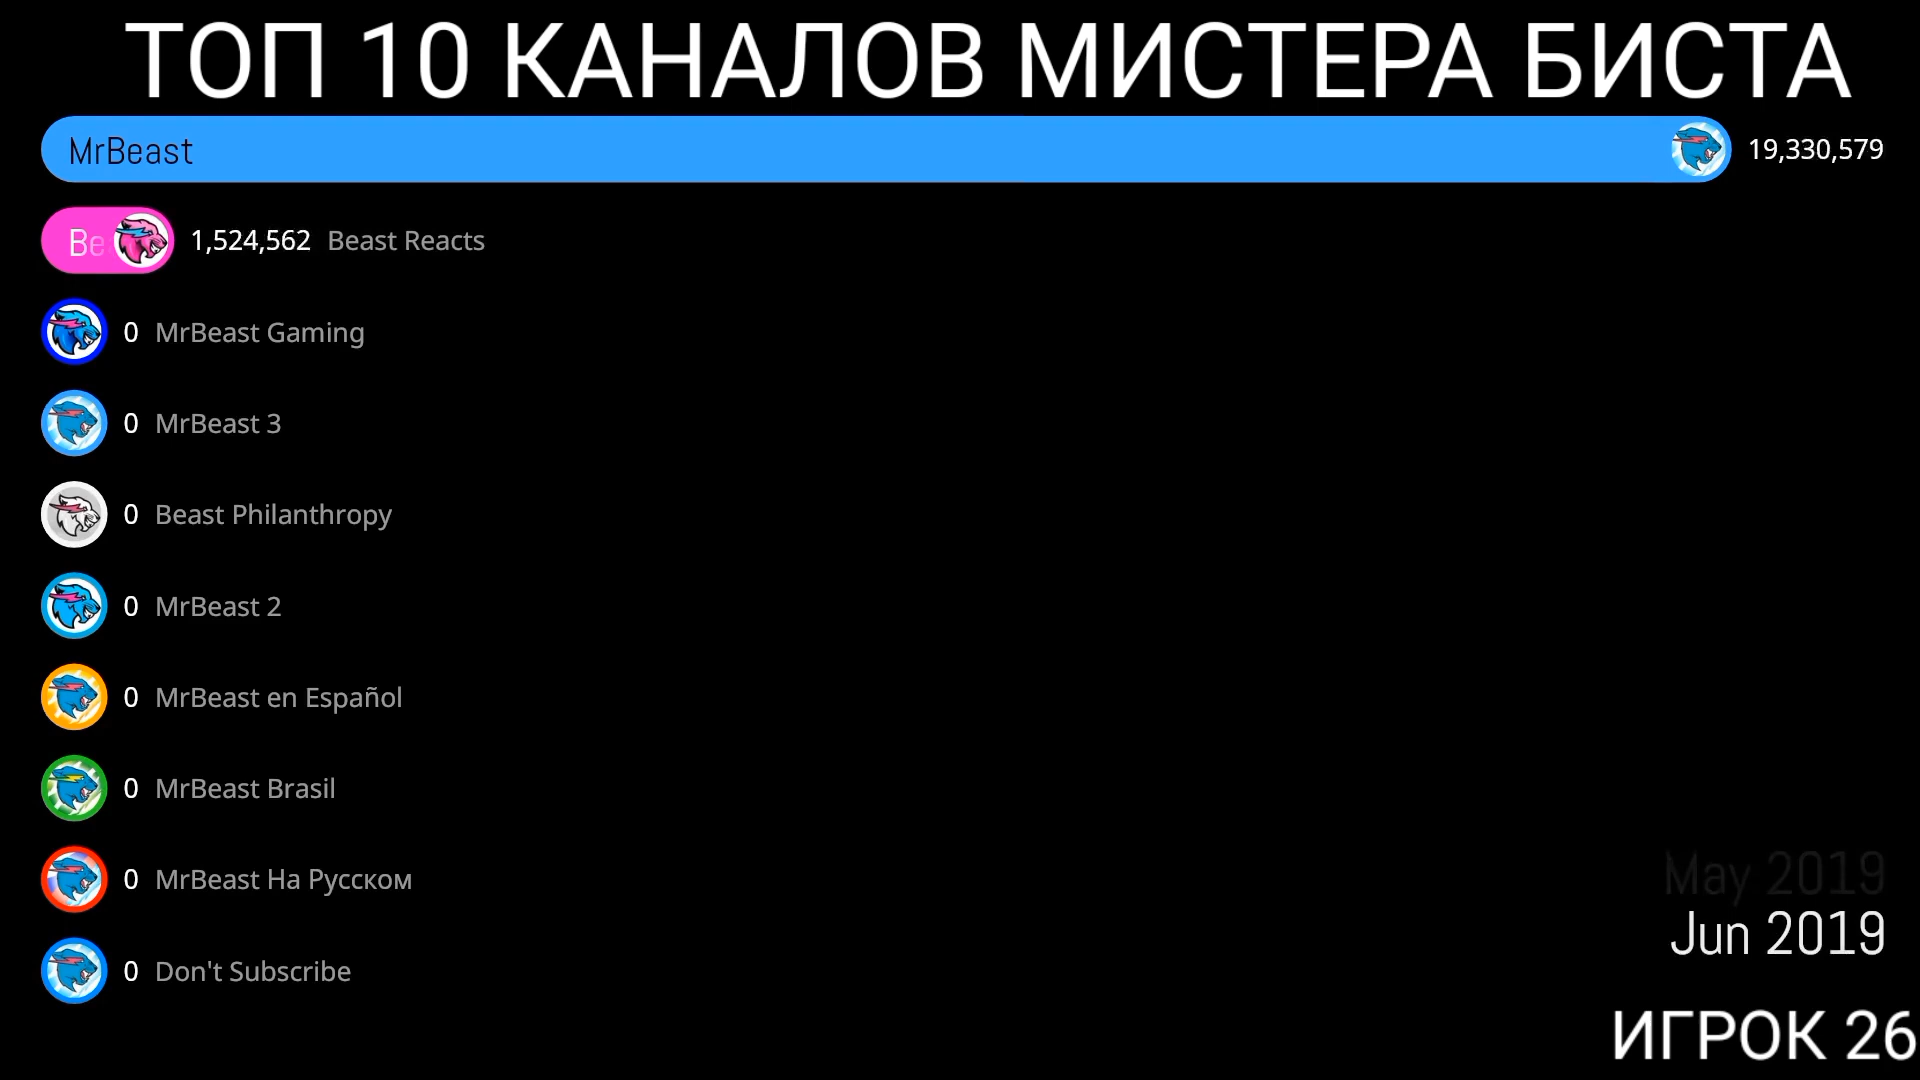 ТОП 10 КАНАЛОВ МИСТЕРА БИСТА
MrBeast 19,330,579
Be 1,524,562 Beast Reacts
0 MrBeast Gaming
0 MrBeast 3
0 Beast Philanthropy
0 MrBeast 2
0 MrBeast en Español
0 MrBeast Brasil
0 MrBeast На Русском
0 Don't Subscribe
May 2019
Jun 2019
ИГРОК 26